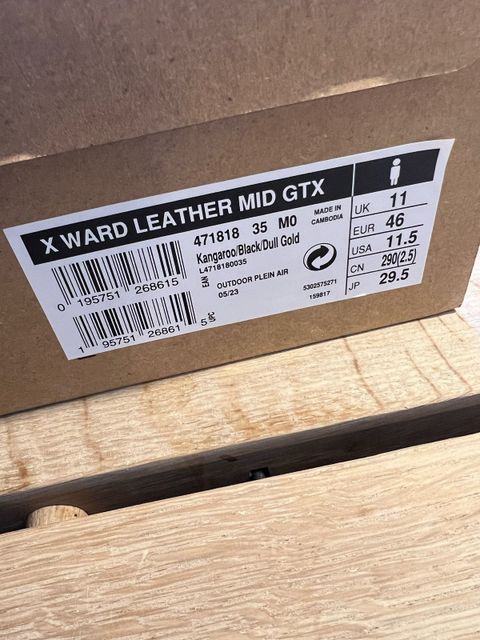 X WARD LEATHER MID GTX
471818 35 M0
Kangaroo/Black/Dull Gold
L4718180035
EAN
OUTDOOR PLEIN AIR
05/23
MADE IN
CAMBODIA
5302575271
159817
0 195751 268615
1 95751 26861 5
UPC
UK 11
EUR 46
USA 11.5
CN 290(2.5)
JP 29.5